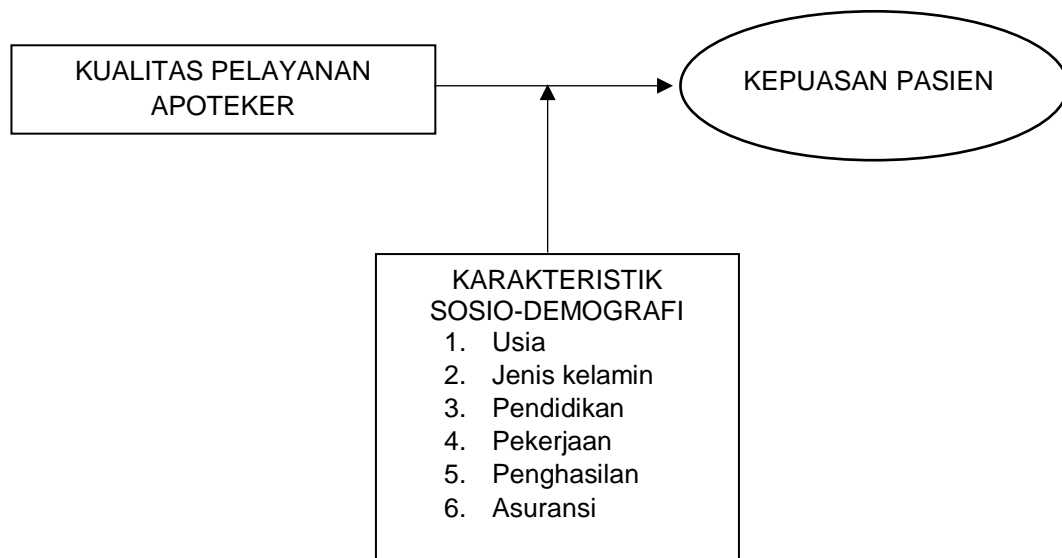 KUALITAS PELAYANAN
APOTEKER
KEPUASAN PASIEN
KARAKTERISTIK
SOSIO-DEMOGRAFI
1. Usia
2. Jenis kelamin
3. Pendidikan
4. Pekerjaan
5. Penghasilan
6. Asuransi